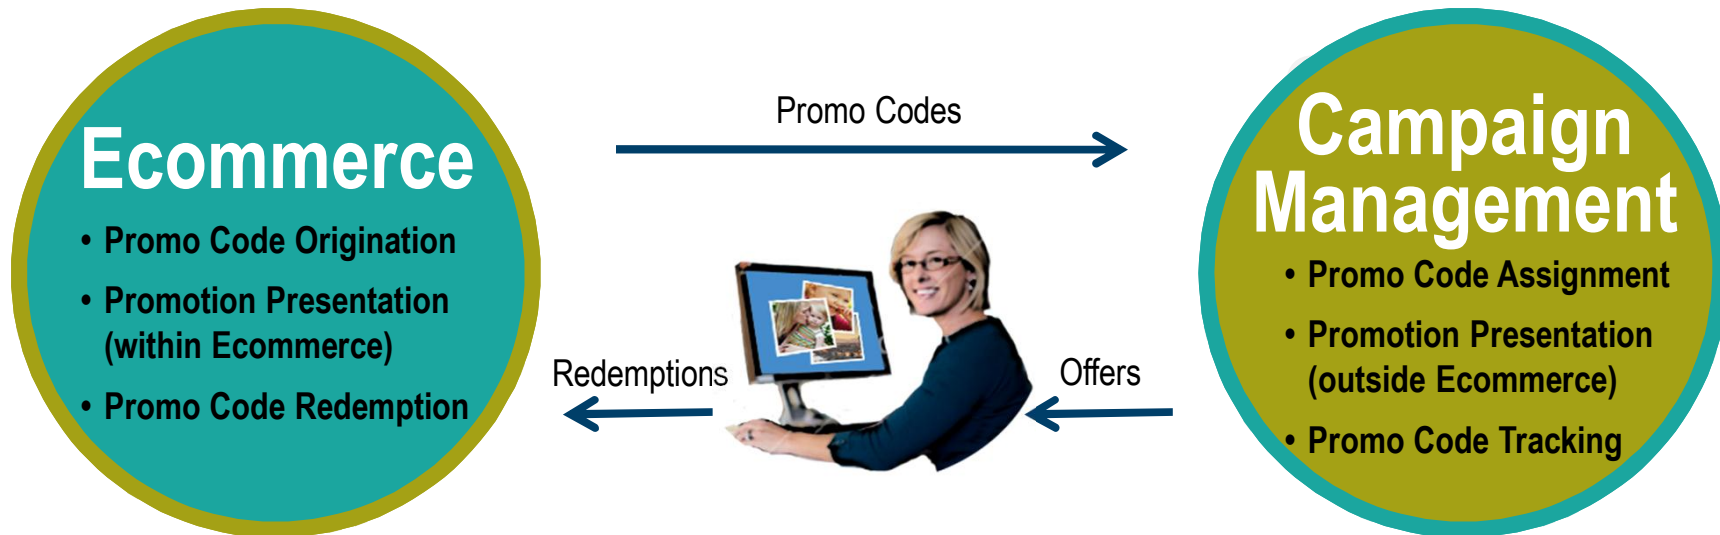 Ecommerce
• Promo Code Origination
• Promotion Presentation
(within Ecommerce)
• Promo Code Redemption
Promo Codes
Redemptions
Offers
Campaign
Management
• Promo Code Assignment
• Promotion Presentation
(outside Ecommerce)
• Promo Code Tracking